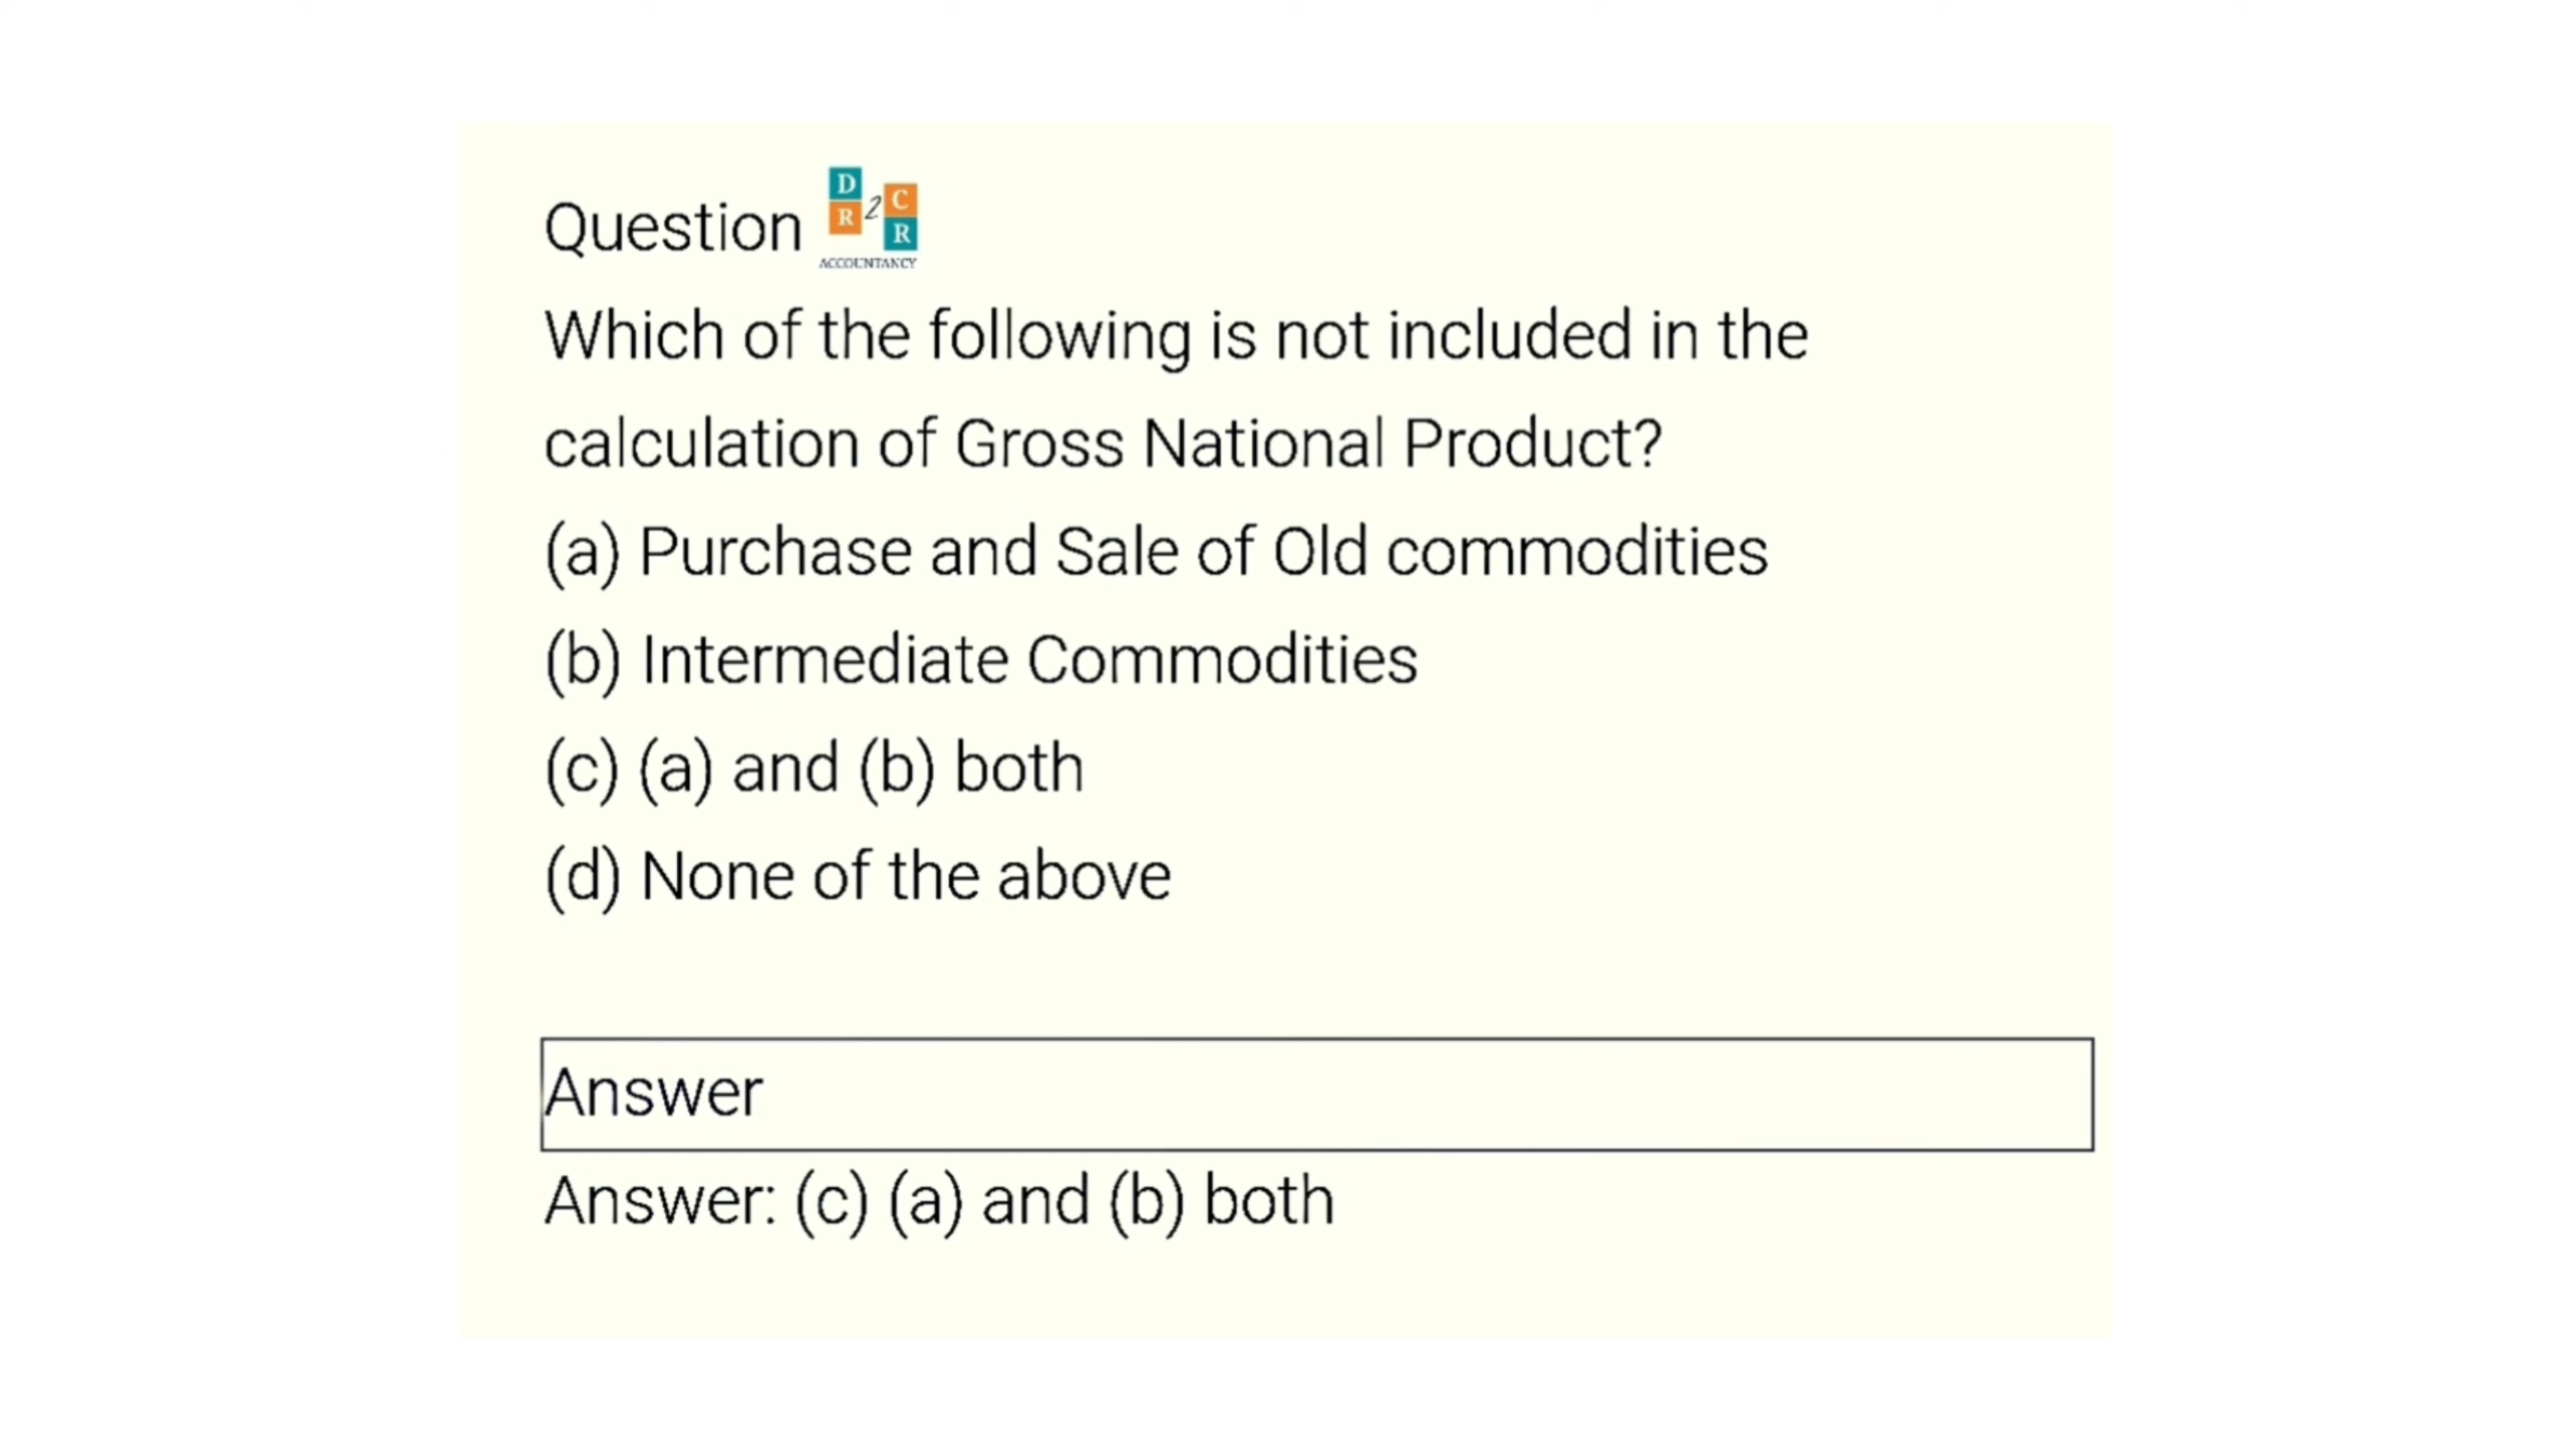 Question D R 2 C R
ACCOUNTANCY
Which of the following is not included in the
calculation of Gross National Product?
(a) Purchase and Sale of Old commodities
(b) Intermediate Commodities
(c) (a) and (b) both
(d) None of the above
Answer
Answer: (c) (a) and (b) both